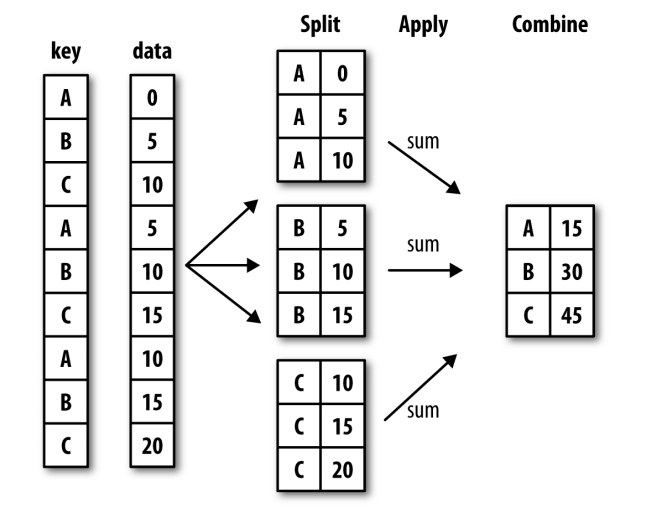 Split Apply Combine
key data
A 0
B 5
C 10
A 5
B 10
C 15
A 10
B 15
C 20
A 0
A 5
A 10
B 5
B 10
B 15
C 10
C 15
C 20
sum
sum
sum
A 15
B 30
C 45